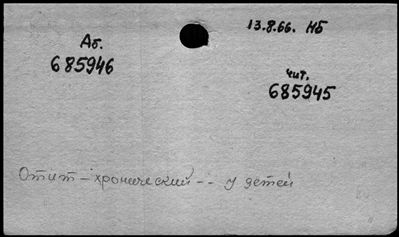 13.8.66. НБ
Аб.
685946
чит.
685945
Отит - хронический - - у детей